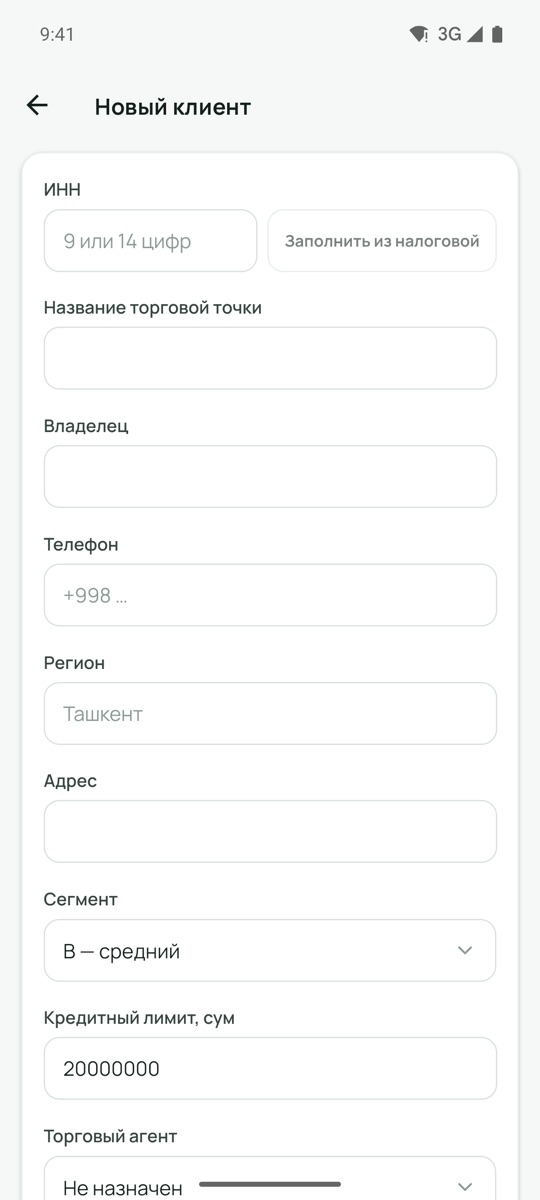 9:41
3G
Новый клиент
ИНН
9 или 14 цифр
Заполнить из налоговой
Название торговой точки
Владелец
Телефон
+998 ...
Регион
Ташкент
Адрес
Сегмент
B — средний
Кредитный лимит, сум
20000000
Торговый агент
Не назначен